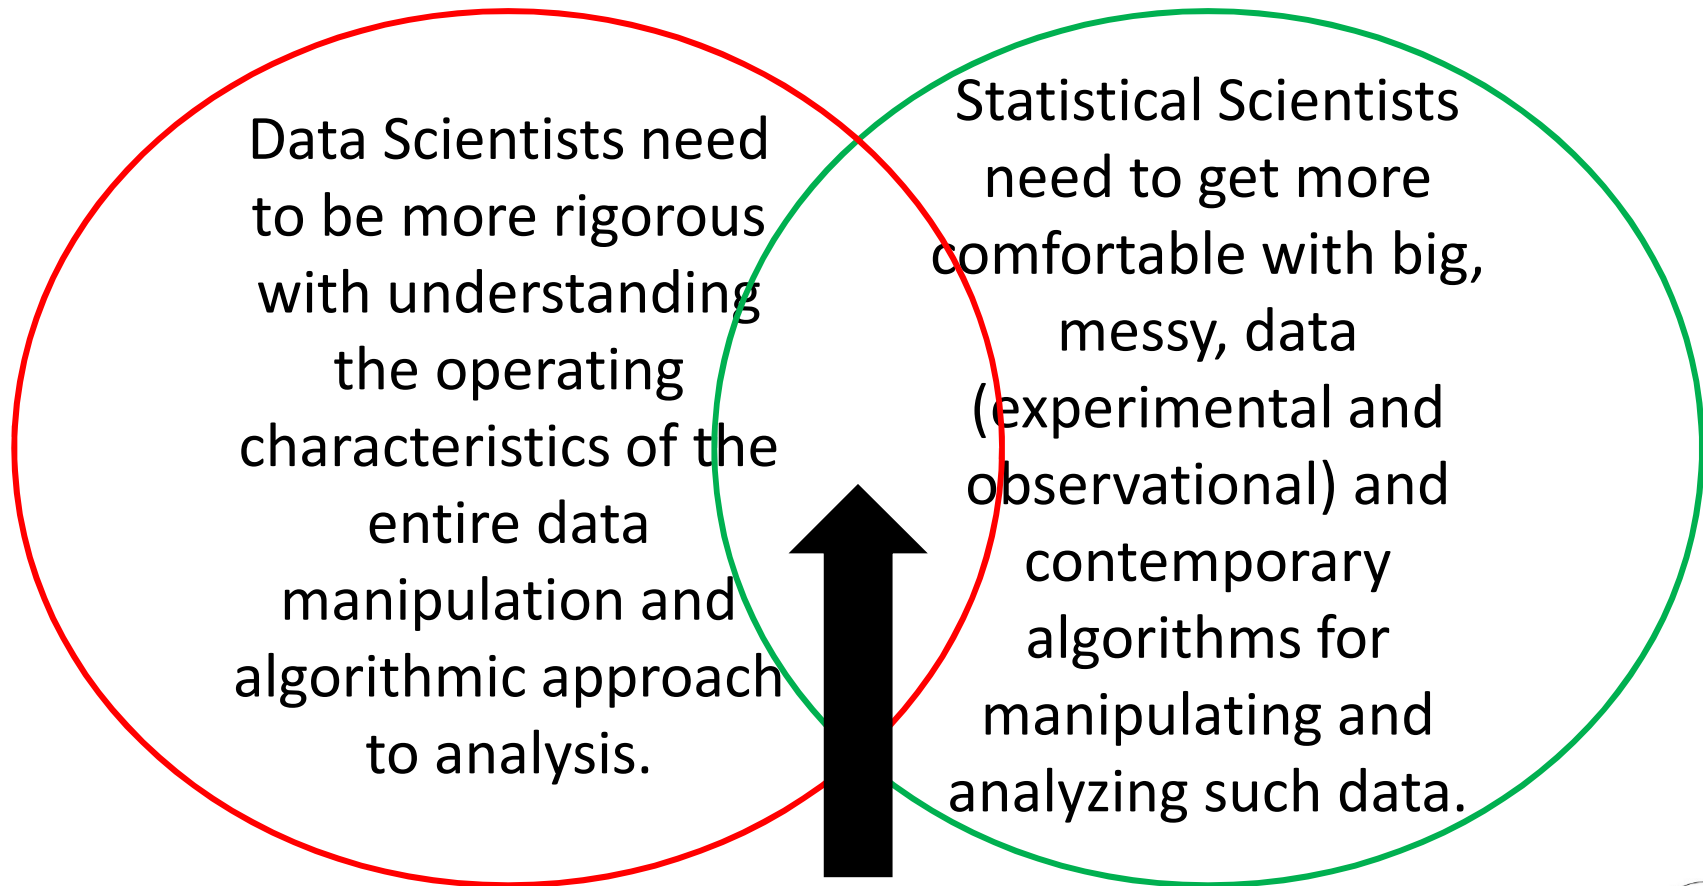 Data Scientists need
to be more rigorous
with understanding
the operating
characteristics of the
entire data
manipulation and
algorithmic approach
to analysis.
Statistical Scientists
need to get more
comfortable with big,
messy, data
(experimental and
observational) and
contemporary
algorithms for
manipulating and
analyzing such data.